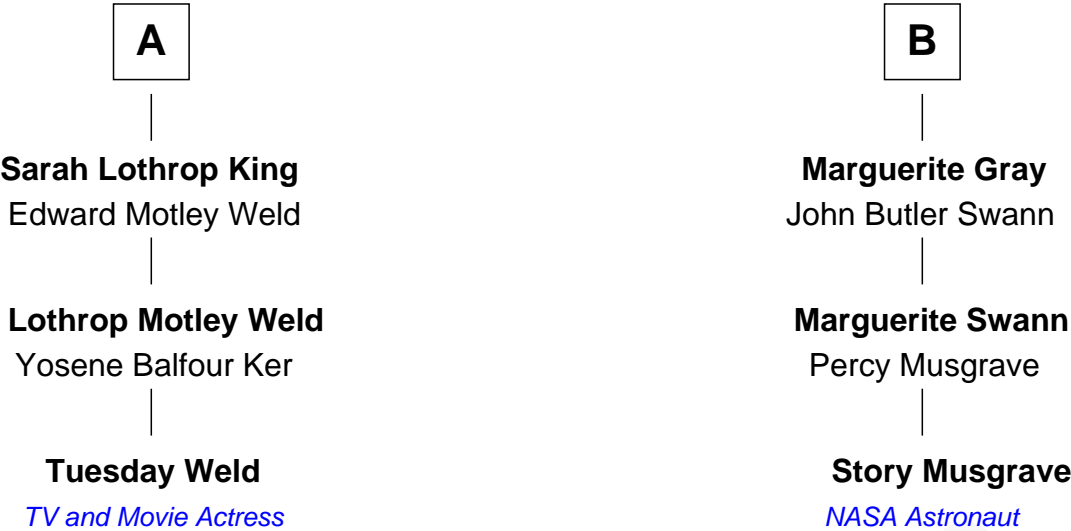 A
Sarah Lothrop King
Edward Motley Weld
Lothrop Motley Weld
Yosene Balfour Ker
Tuesday Weld
TV and Movie Actress
B
Marguerite Gray
John Butler Swann
Marguerite Swann
Percy Musgrave
Story Musgrave
NASA Astronaut